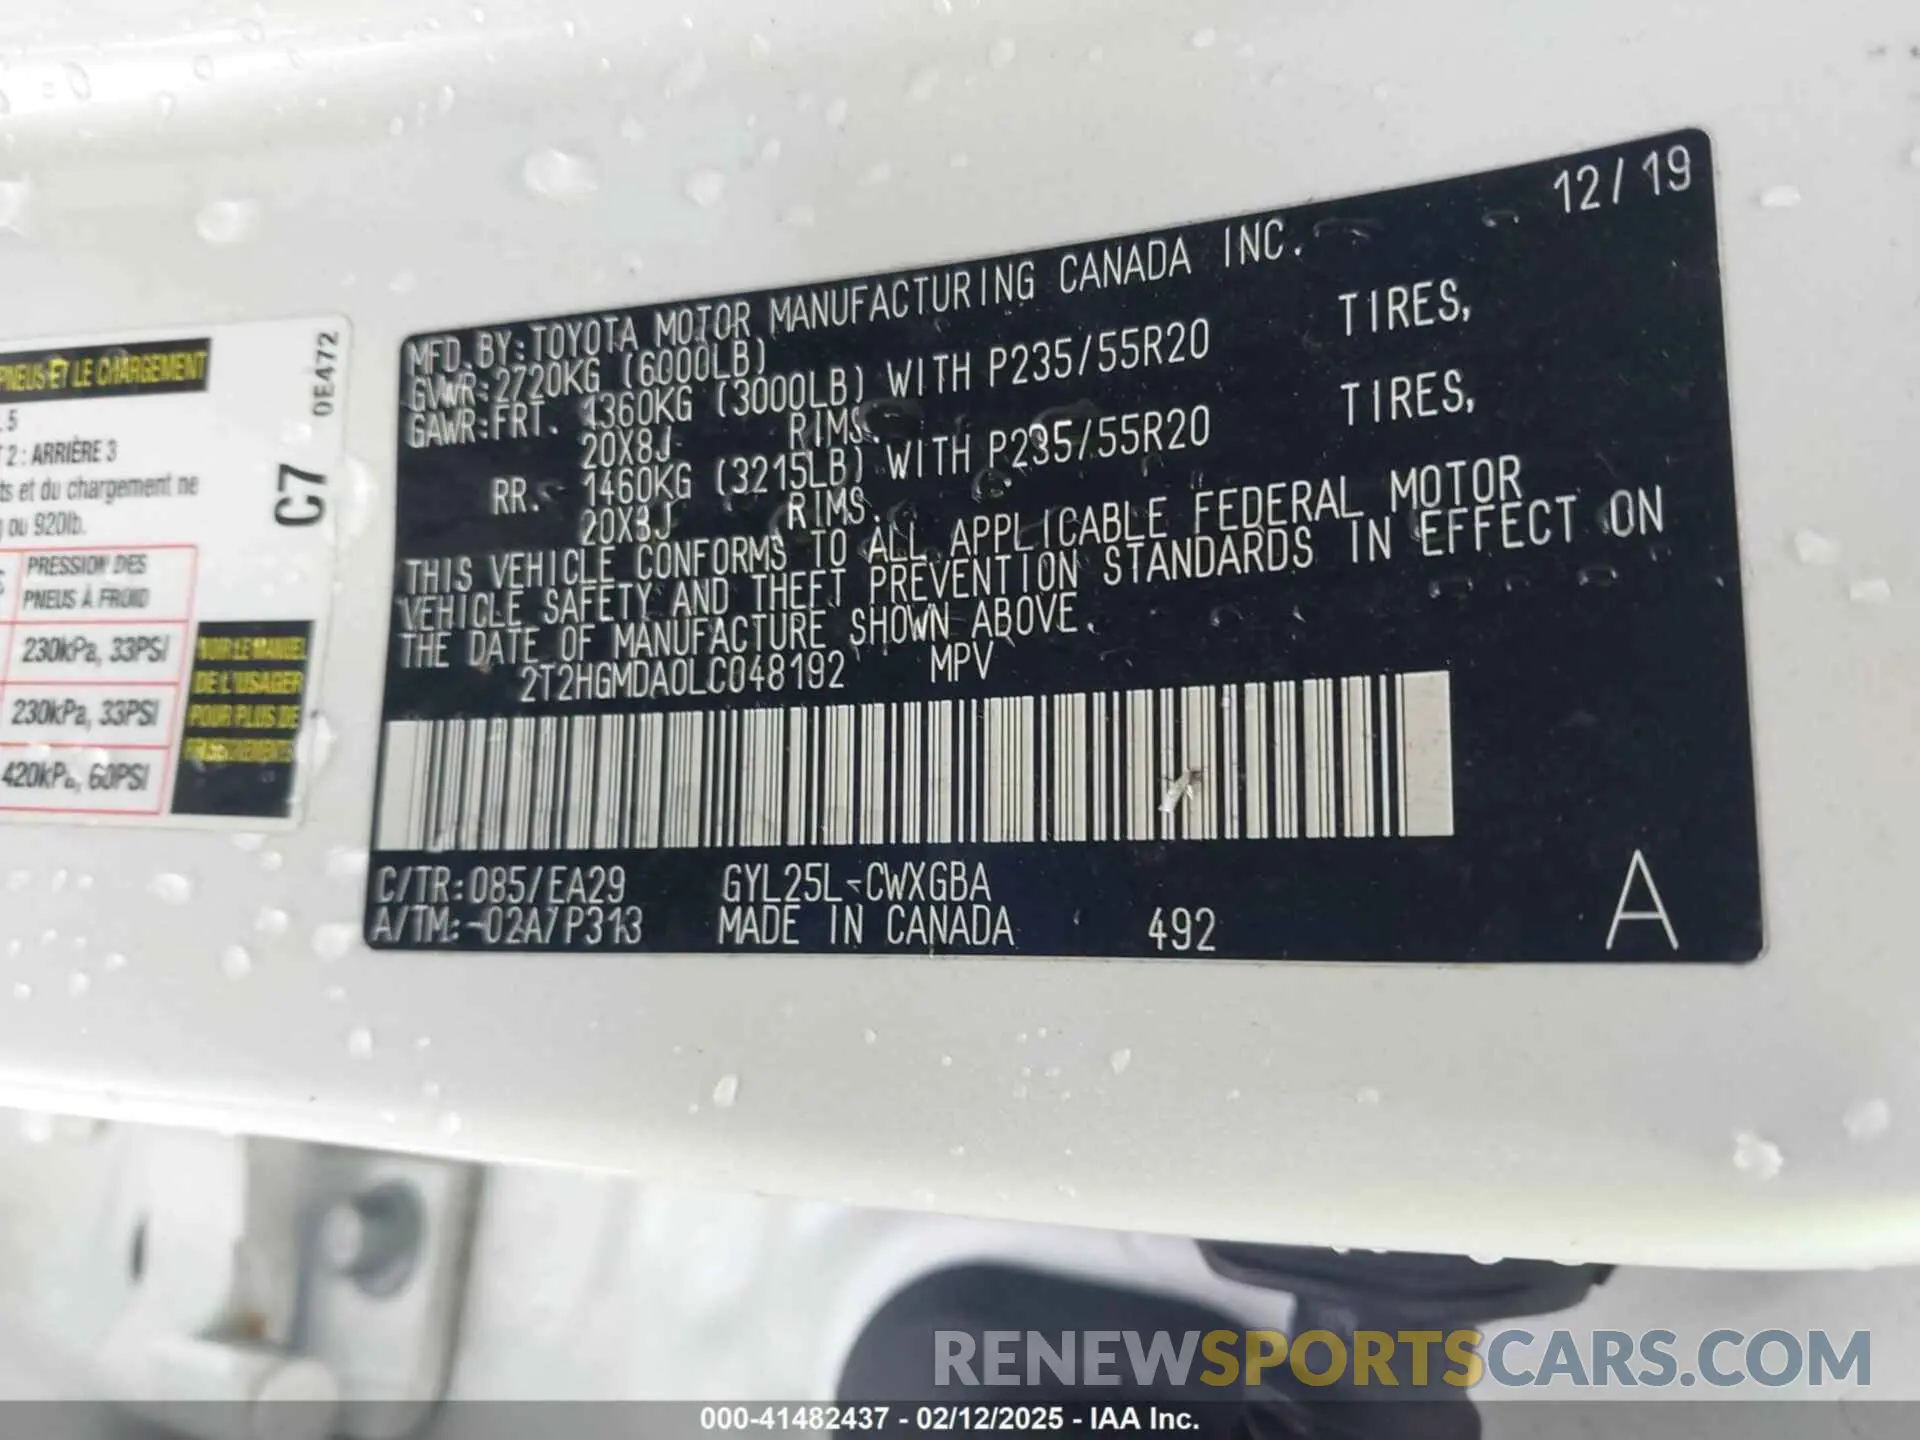 PNEUS ET LE CHARGEMENT
5
2 : ARRIÈRE 3
ts et du chargement ne
ou 920lb.
PRESSION DES
PNEUS À FROID
230kPa, 33PSI
230kPa, 33PSI
420kPa, 60PSI
VOIR LE MANUEL
DE L'USAGER
POUR PLUS DE
C7
0E472
12/19
MFD. BY: TOYOTA MOTOR MANUFACTURING CANADA INC.
GVWR: 2720KG (6000LB)
GAWR: FRT. 1360KG (3000LB) WITH P235/55R20 TIRES,
20X8J RIMS.
RR. 1460KG (3215LB) WITH P235/55R20 TIRES,
20X8J RIMS.
THIS VEHICLE CONFORMS TO ALL APPLICABLE FEDERAL MOTOR
VEHICLE SAFETY AND THEFT PREVENTION STANDARDS IN EFFECT ON
THE DATE OF MANUFACTURE SHOWN ABOVE.
2T2HGMDA0LC048192 MPV
C/TR: 085/EA29 GYL25L-CWXGBA
A/TM: -02A/P313 MADE IN CANADA 492
A
RENEWSPORTSCARS.COM
000-41482437 - 02/12/2025 - IAA Inc.